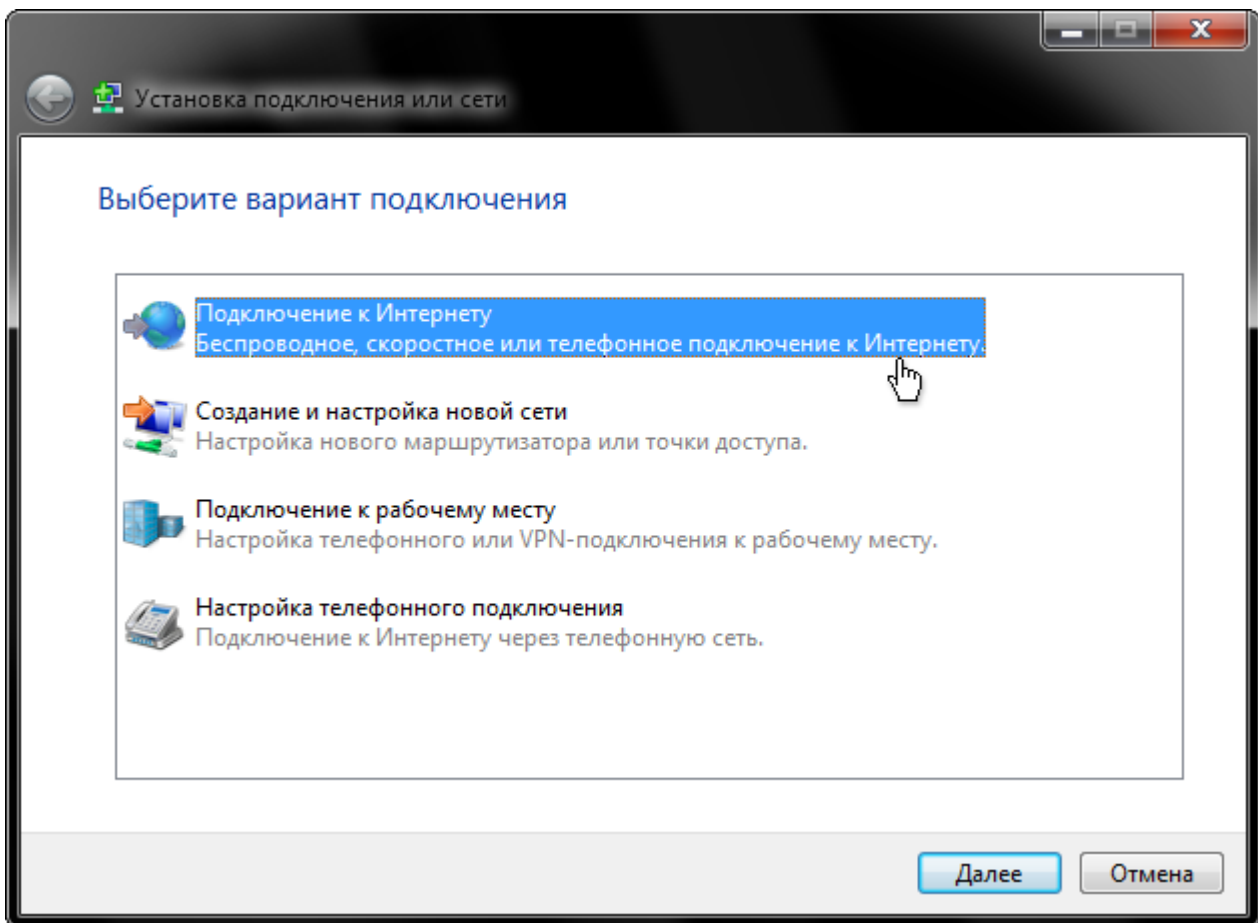 Установка подключения или сети
Выберите вариант подключения
Подключение к Интернету
Беспроводное, скоростное или телефонное подключение к Интернету.
Создание и настройка новой сети
Настройка нового маршрутизатора или точки доступа.
Подключение к рабочему месту
Настройка телефонного или VPN-подключения к рабочему месту.
Настройка телефонного подключения
Подключение к Интернету через телефонную сеть.
Далее Отмена